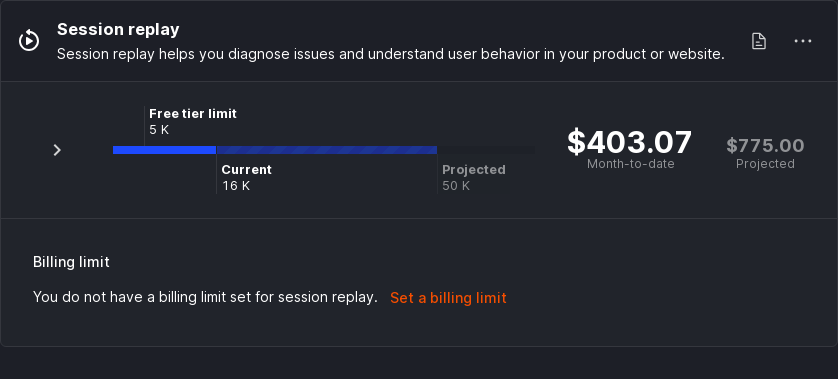 Session replay
Session replay helps you diagnose issues and understand user behavior in your product or website.
Free tier limit
5 K
Current
16 K
Projected
50 K
$403.07
Month-to-date
$775.00
Projected
Billing limit
You do not have a billing limit set for session replay. Set a billing limit